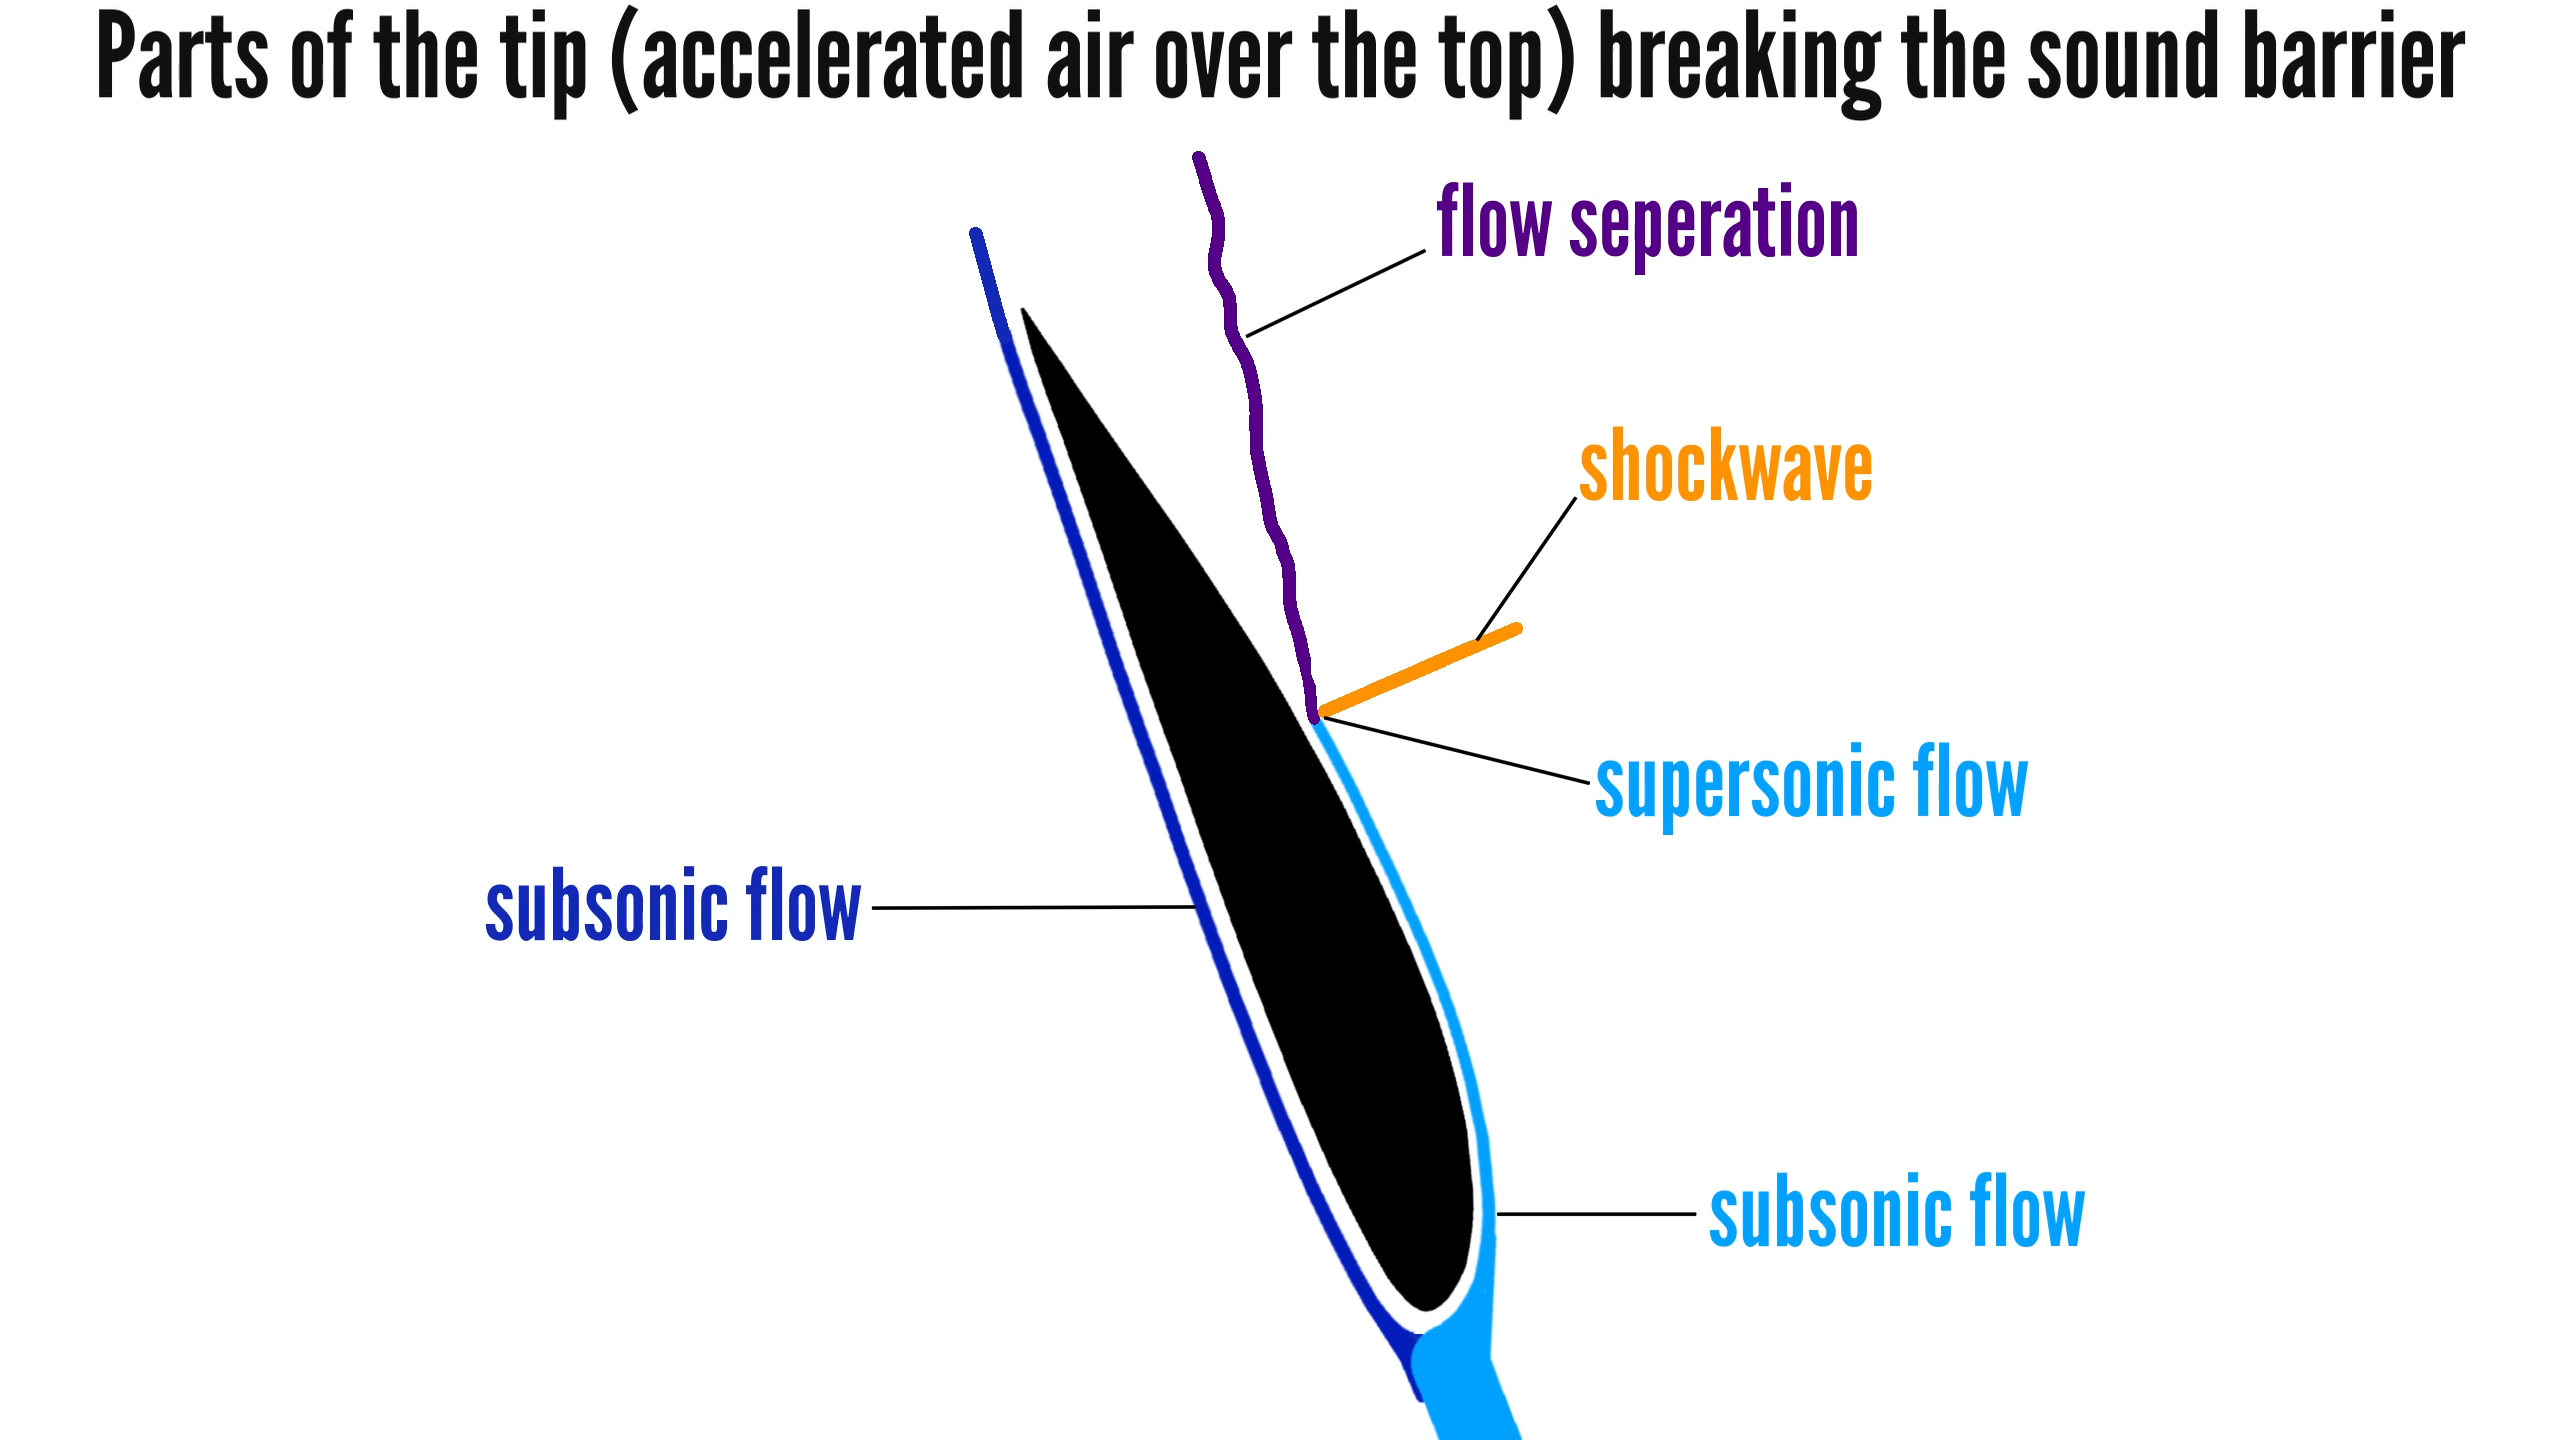 Parts of the tip (accelerated air over the top) breaking the sound barrier
flow seperation
shockwave
supersonic flow
subsonic flow
subsonic flow